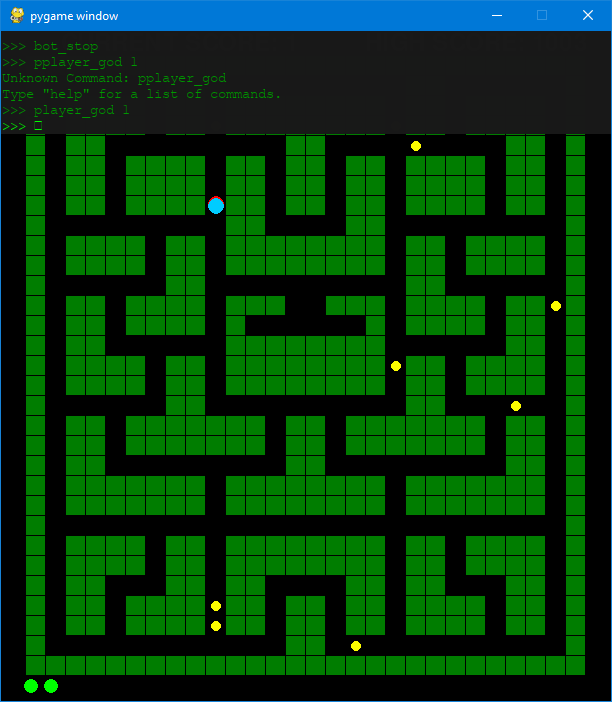 pygame window
>>> bot_stop
>>> pplayer_god 1
Unknown Command: pplayer_god
Type "help" for a list of commands.
>>> player_god 1
>>>